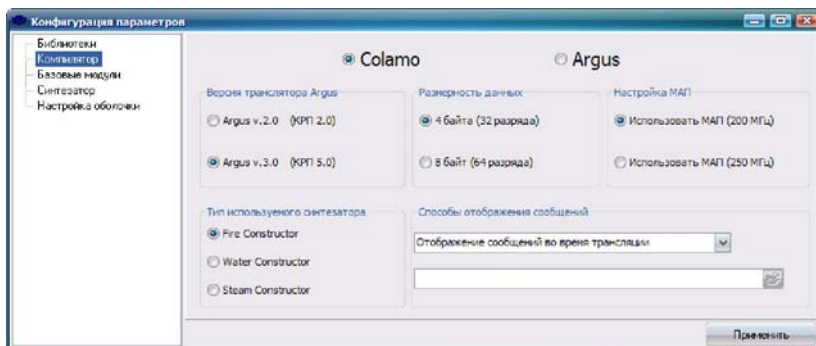 Конфигурация параметров
Библиотеки
Компилятор
Базовые модули
Синтезатор
Настройка оболочки
Colamo
Argus
Версия транслятора Argus
Размерность данных
Настройка МАП
Argus v.2.0 (КРП 2.0)
4 байта (32 разряда)
Использовать МАП (200 МГц)
Argus v.3.0 (КРП 5.0)
8 байт (64 разряда)
Использовать МАП (250 МГц)
Тип используемого синтезатора
Способы отображения сообщений
Fire Constructor
Отображение сообщений во время трансляции
Water Constructor
Steam Constructor
Применить